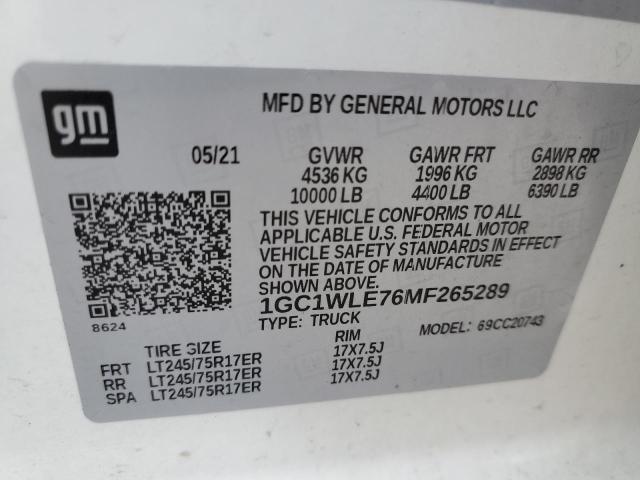 gm
MFD BY GENERAL MOTORS LLC
05/21 GVWR GAWR FRT GAWR RR
4536 KG 1996 KG 2898 KG
10000 LB 4400 LB 6390 LB
THIS VEHICLE CONFORMS TO ALL
APPLICABLE U.S. FEDERAL MOTOR
VEHICLE SAFETY STANDARDS IN EFFECT
ON THE DATE OF MANUFACTURE
SHOWN ABOVE.
1GC1WLE76MF265289
8624
TYPE: TRUCK MODEL: 69CC20743
TIRE SIZE RIM
FRT LT245/75R17ER 17X7.5J
RR LT245/75R17ER 17X7.5J
SPA LT245/75R17ER 17X7.5J